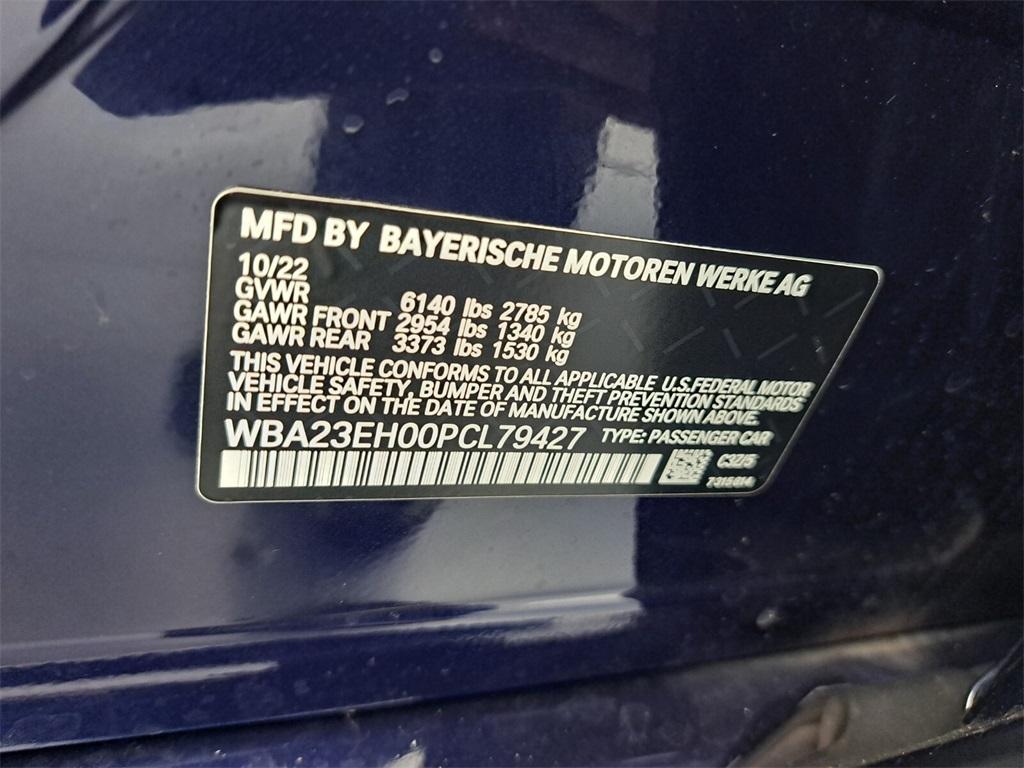 MFD BY BAYERISCHE MOTOREN WERKE AG
10/22
GVWR 6140 lbs 2785 kg
GAWR FRONT 2954 lbs 1340 kg
GAWR REAR 3373 lbs 1530 kg
THIS VEHICLE CONFORMS TO ALL APPLICABLE U.S.FEDERAL MOTOR
VEHICLE SAFETY, BUMPER AND THEFT PREVENTION STANDARDS
IN EFFECT ON THE DATE OF MANUFACTURE SHOWN ABOVE.
WBA23EH00PCL79427 TYPE: PASSENGER CAR